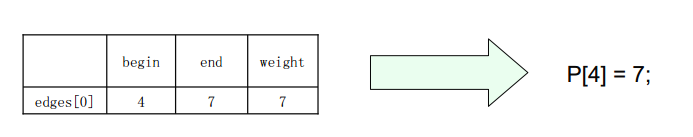 begin end weight
edges[0] 4 7 7
P[4] = 7;